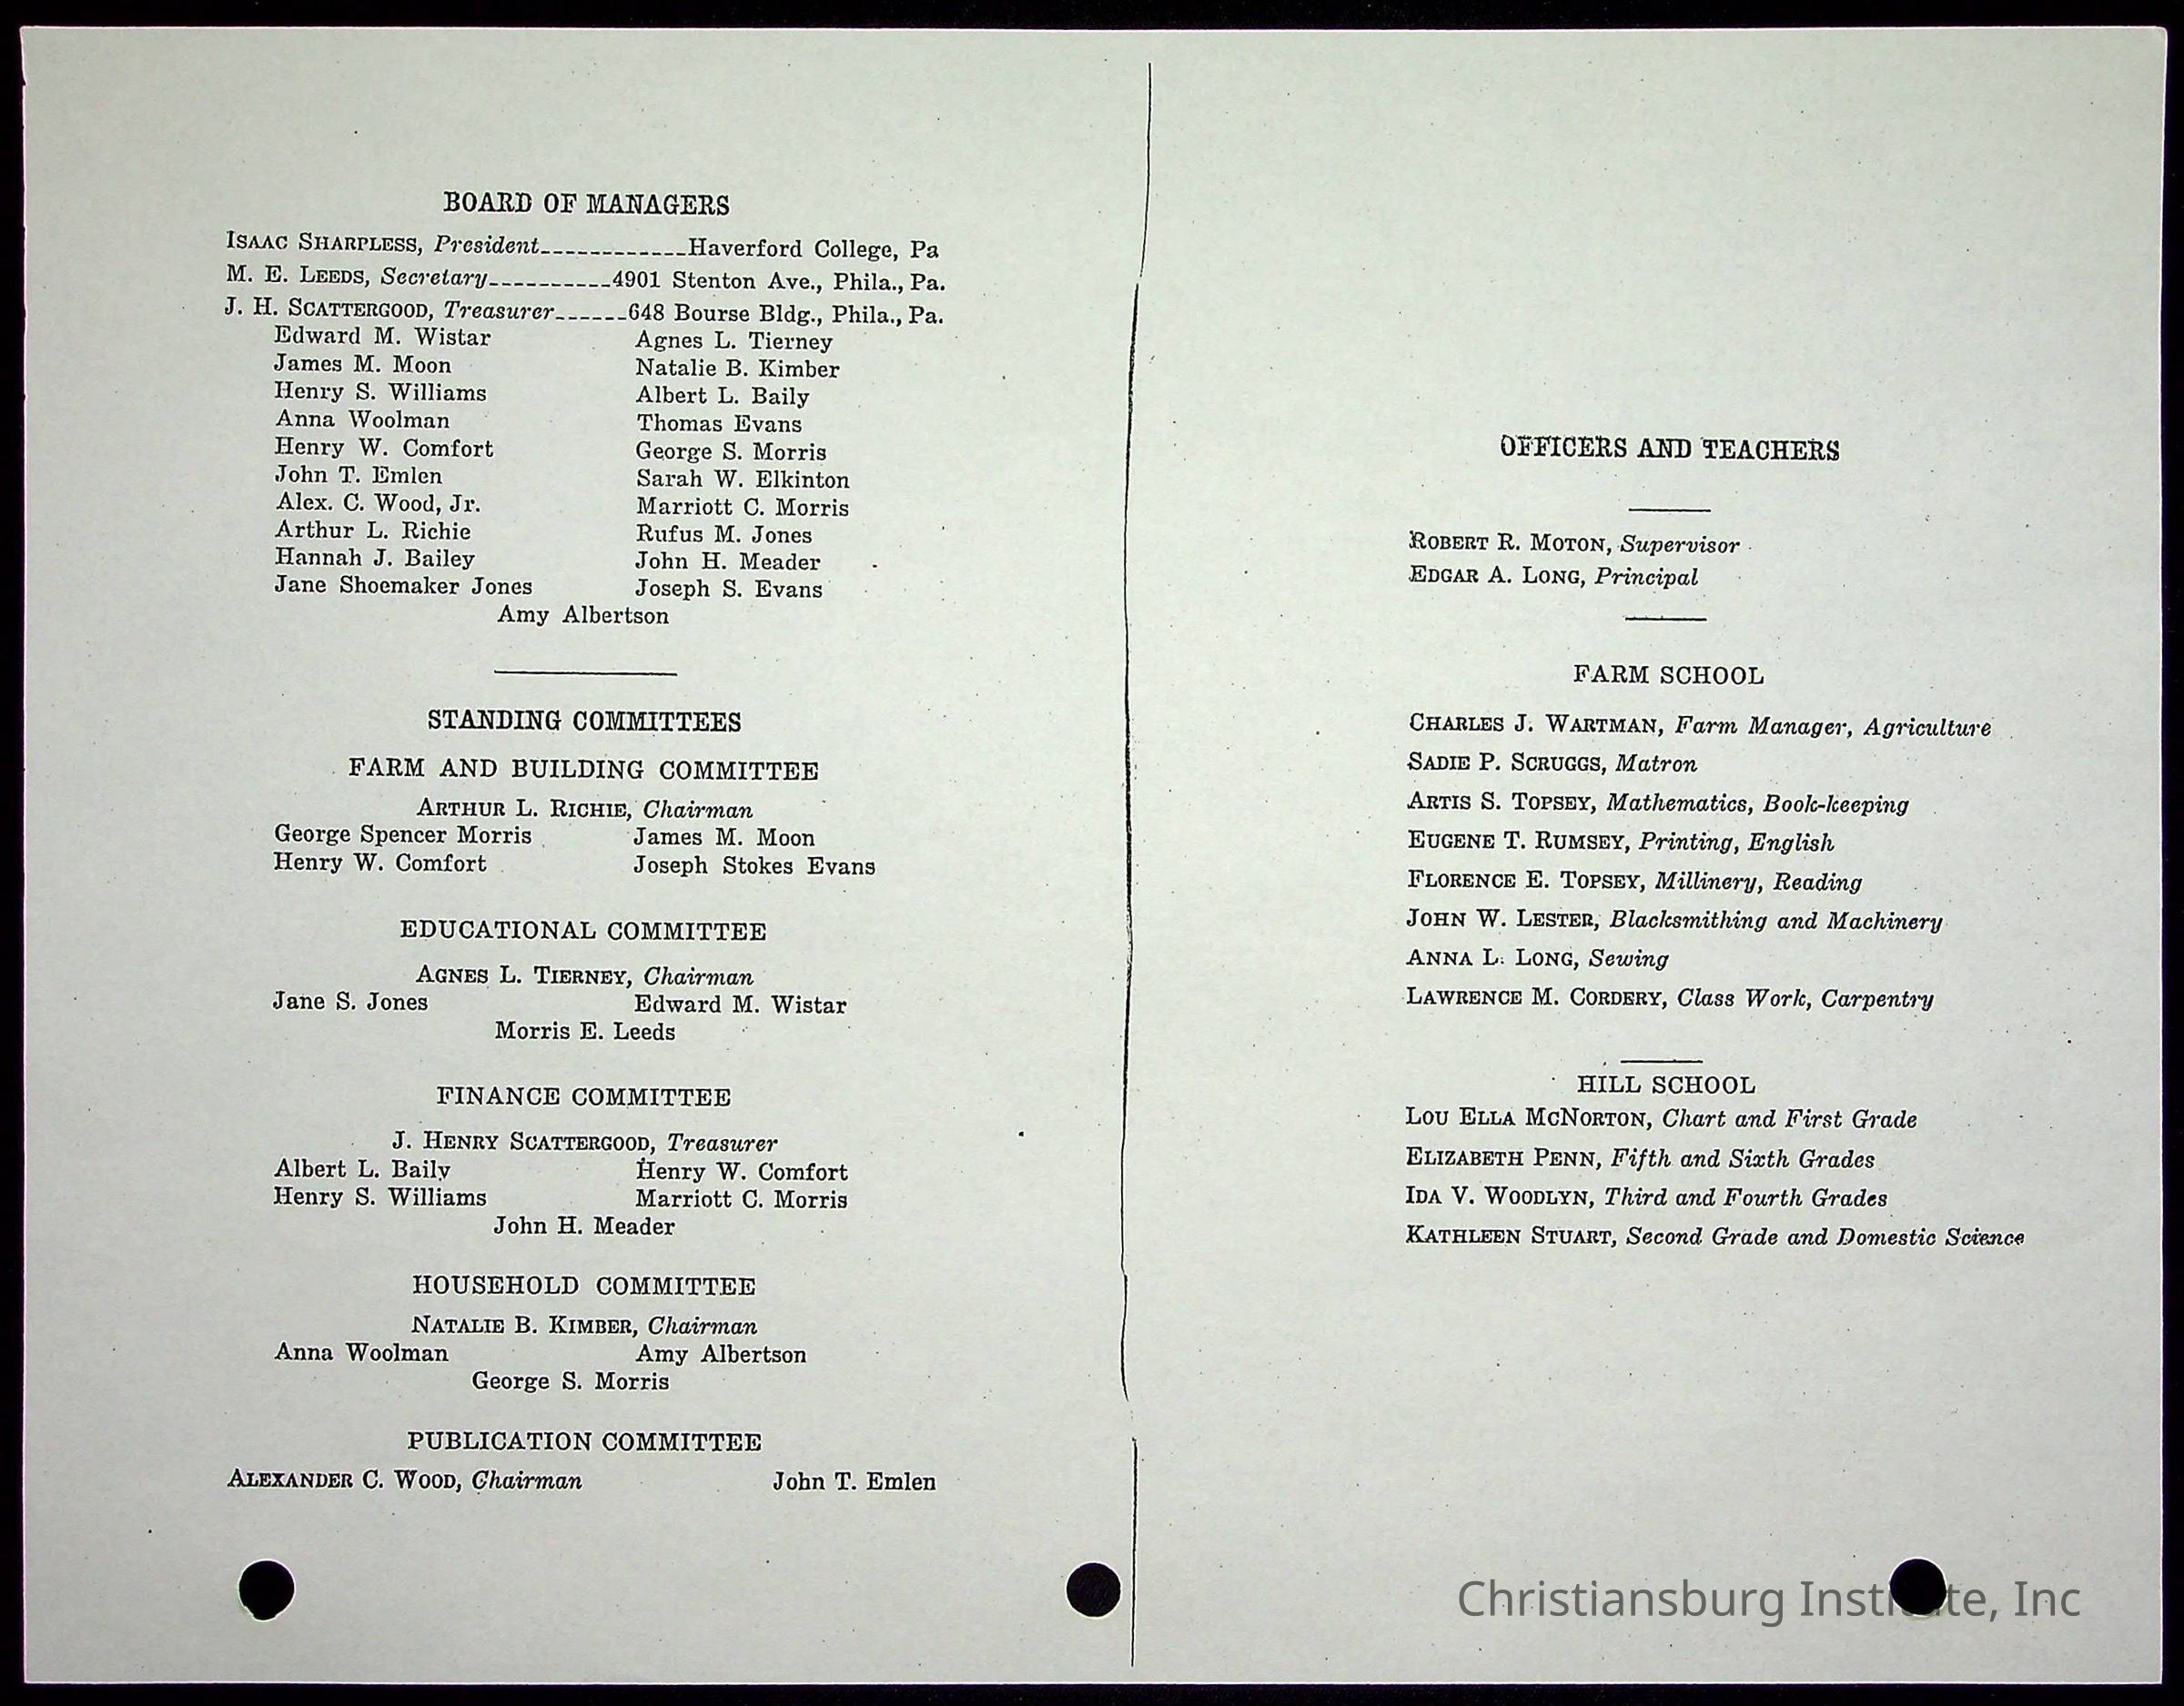 BOARD OF MANAGERS
ISAAC SHARPLESS, President____________Haverford College, Pa
M. E. LEEDS, Secretary__________4901 Stenton Ave., Phila., Pa.
J. H. SCATTERGOOD, Treasurer______648 Bourse Bldg., Phila., Pa.
Edward M. Wistar Agnes L. Tierney
James M. Moon Natalie B. Kimber
Henry S. Williams Albert L. Baily
Anna Woolman Thomas Evans
Henry W. Comfort George S. Morris
John T. Emlen Sarah W. Elkinton
Alex. C. Wood, Jr. Marriott C. Morris
Arthur L. Richie Rufus M. Jones
Hannah J. Bailey John H. Meader
Jane Shoemaker Jones Joseph S. Evans
Amy Albertson
STANDING COMMITTEES
FARM AND BUILDING COMMITTEE
ARTHUR L. RICHIE, Chairman
George Spencer Morris James M. Moon
Henry W. Comfort Joseph Stokes Evans
EDUCATIONAL COMMITTEE
AGNES L. TIERNEY, Chairman
Jane S. Jones Edward M. Wistar
Morris E. Leeds
FINANCE COMMITTEE
J. HENRY SCATTERGOOD, Treasurer
Albert L. Baily Henry W. Comfort
Henry S. Williams Marriott C. Morris
John H. Meader
HOUSEHOLD COMMITTEE
NATALIE B. KIMBER, Chairman
Anna Woolman Amy Albertson
George S. Morris
PUBLICATION COMMITTEE
ALEXANDER C. WOOD, Chairman John T. Emlen
OFFICERS AND TEACHERS
ROBERT R. MOTON, Supervisor
EDGAR A. LONG, Principal
FARM SCHOOL
CHARLES J. WARTMAN, Farm Manager, Agriculture
SADIE P. SCRUGGS, Matron
ARTIS S. TOPSEY, Mathematics, Book-keeping
EUGENE T. RUMSEY, Printing, English
FLORENCE E. TOPSEY, Millinery, Reading
JOHN W. LESTER, Blacksmithing and Machinery
ANNA L. LONG, Sewing
LAWRENCE M. CORDERY, Class Work, Carpentry
HILL SCHOOL
LOU ELLA MCNORTON, Chart and First Grade
ELIZABETH PENN, Fifth and Sixth Grades
IDA V. WOODLYN, Third and Fourth Grades
KATHLEEN STUART, Second Grade and Domestic Science
Christiansburg Institute, Inc